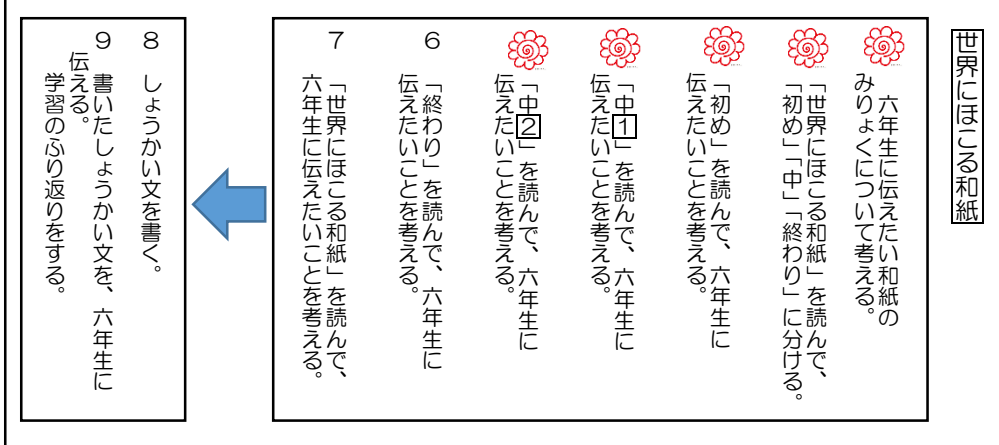 世界にほこる和紙
六年生に伝えたい和紙の
みりょくについて考える。
「世界にほこる和紙」を読んで、
「初め」「中」「終わり」に分ける。
「初め」を読んで、六年生に
伝えたいことを考える。
「中1」を読んで、六年生に
伝えたいことを考える。
「中2」を読んで、六年生に
伝えたいことを考える。
6 「終わり」を読んで、六年生に
伝えたいことを考える。
7 「世界にほこる和紙」を読んで、
六年生に伝えたいことを考える。
8 しょうかい文を書く。
9 書いたしょうかい文を、六年生に
伝える。
学習のふり返りをする。